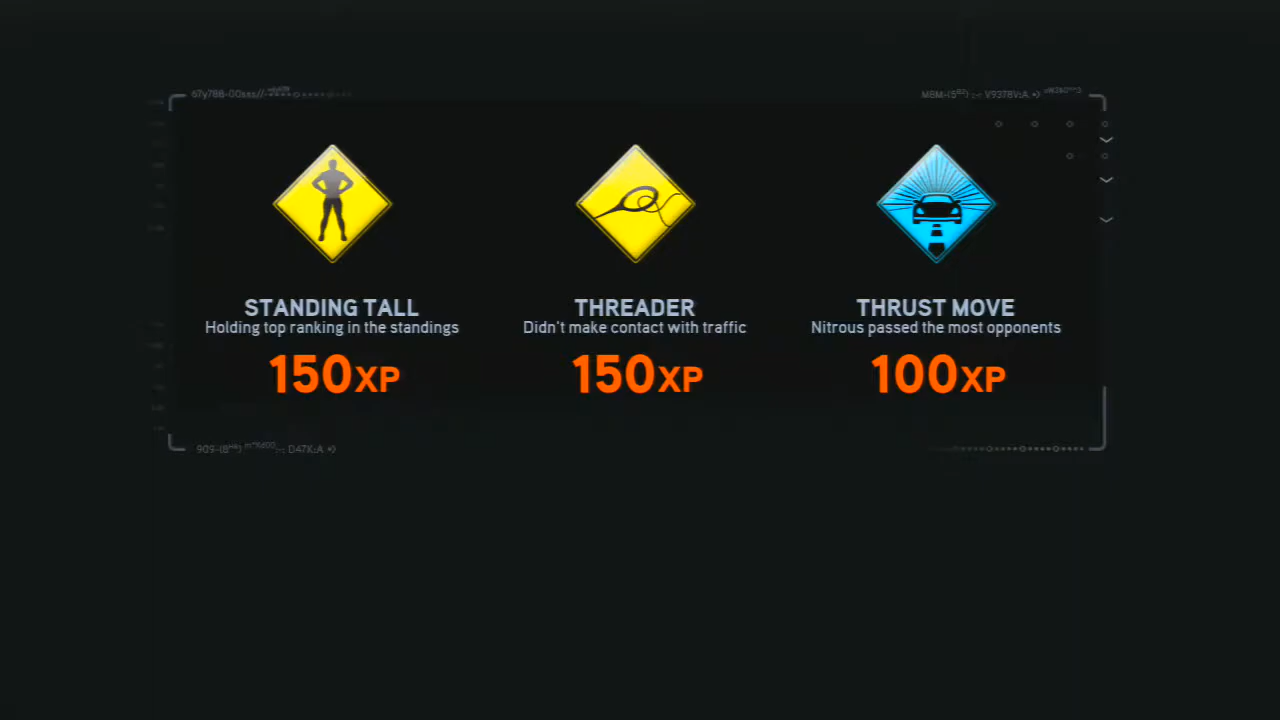 STANDING TALL
Holding top ranking in the standings
150XP
THREADER
Didn't make contact with traffic
150XP
THRUST MOVE
Nitrous passed the most opponents
100XP